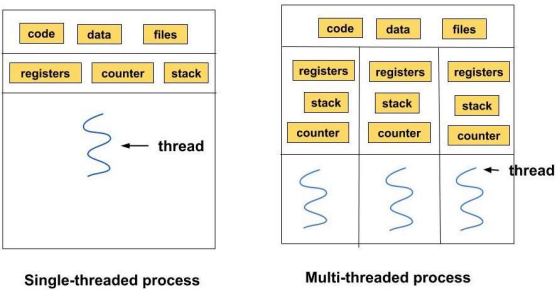 code data files
registers counter stack
thread
Single-threaded process
code data files
registers registers registers
stack stack stack
counter counter counter
thread
Multi-threaded process